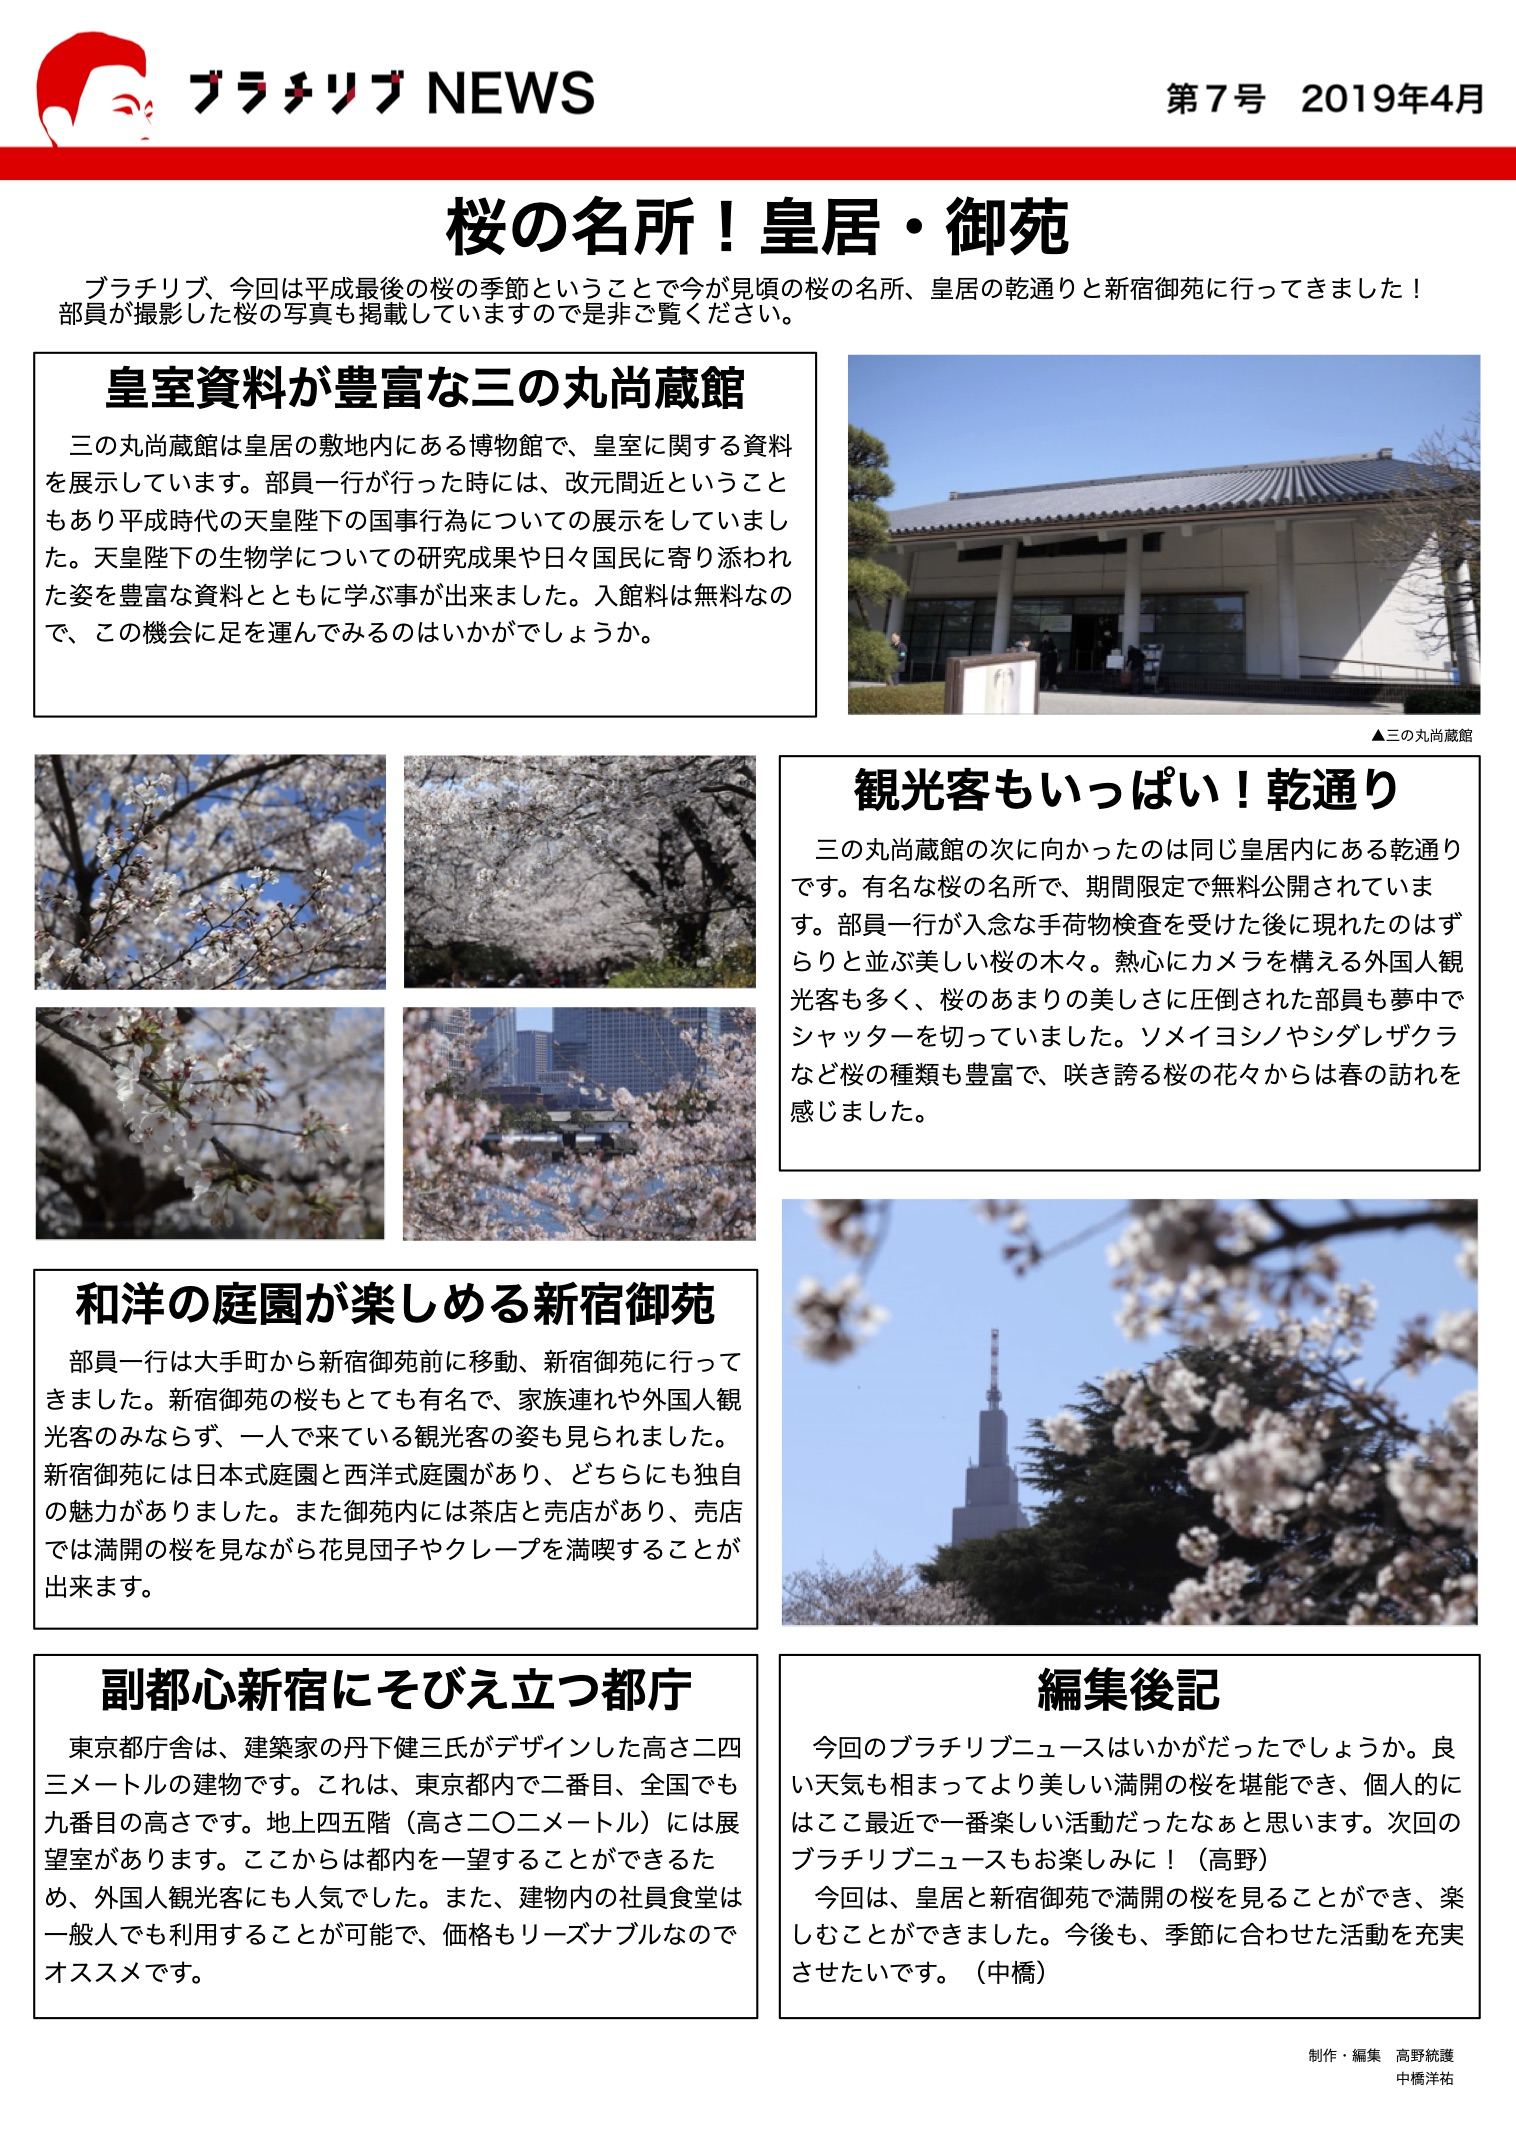 ブラチリブ NEWS
第７号　2019年4月
桜の名所！皇居・御苑
ブラチリブ、今回は平成最後の桜の季節ということで今が見頃の桜の名所、皇居の乾通りと新宿御苑に行ってきました！
部員が撮影した桜の写真も掲載していますので是非ご覧ください。
皇室資料が豊富な三の丸尚蔵館
三の丸尚蔵館は皇居の敷地内にある博物館で、皇室に関する資料
を展示しています。部員一行が行った時には、改元間近ということ
もあり平成時代の天皇陛下の国事行為についての展示をしていまし
た。天皇陛下の生物学についての研究成果や日々国民に寄り添われ
た姿を豊富な資料とともに学ぶ事が出来ました。入館料は無料なの
で、この機会に足を運んでみるのはいかがでしょうか。
▲三の丸尚蔵館
観光客もいっぱい！乾通り
三の丸尚蔵館の次に向かったのは同じ皇居内にある乾通り
です。有名な桜の名所で、期間限定で無料公開されていま
す。部員一行が入念な手荷物検査を受けた後に現れたのはず
らりと並ぶ美しい桜の木々。熱心にカメラを構える外国人観
光客も多く、桜のあまりの美しさに圧倒された部員も夢中で
シャッターを切っていました。ソメイヨシノやシダレザクラ
など桜の種類も豊富で、咲き誇る桜の花々からは春の訪れを
感じました。
和洋の庭園が楽しめる新宿御苑
部員一行は大手町から新宿御苑前に移動、新宿御苑に行って
きました。新宿御苑の桜もとても有名で、家族連れや外国人観
光客のみならず、一人で来ている観光客の姿も見られました。
新宿御苑には日本式庭園と西洋式庭園があり、どちらにも独自
の魅力がありました。また御苑内には茶店と売店があり、売店
では満開の桜を見ながら花見団子やクレープを満喫することが
出来ます。
副都心新宿にそびえ立つ都庁
東京都庁舎は、建築家の丹下健三氏がデザインした高さ二四
三メートルの建物です。これは、東京都内で二番目、全国でも
九番目の高さです。地上四五階（高さ二〇二メートル）には展
望室があります。ここからは都内を一望することができるた
め、外国人観光客にも人気でした。また、建物内の社員食堂は
一般人でも利用することが可能で、価格もリーズナブルなので
オススメです。
編集後記
今回のブラチリブニュースはいかがだったでしょうか。良
い天気も相まってより美しい満開の桜を堪能でき、個人的に
はここ最近で一番楽しい活動だったなぁと思います。次回の
ブラチリブニュースもお楽しみに！（高野）
今回は、皇居と新宿御苑で満開の桜を見ることができ、楽
しむことができました。今後も、季節に合わせた活動を充実
させたいです。（中橋）
制作・編集　高野統護
中橋洋祐